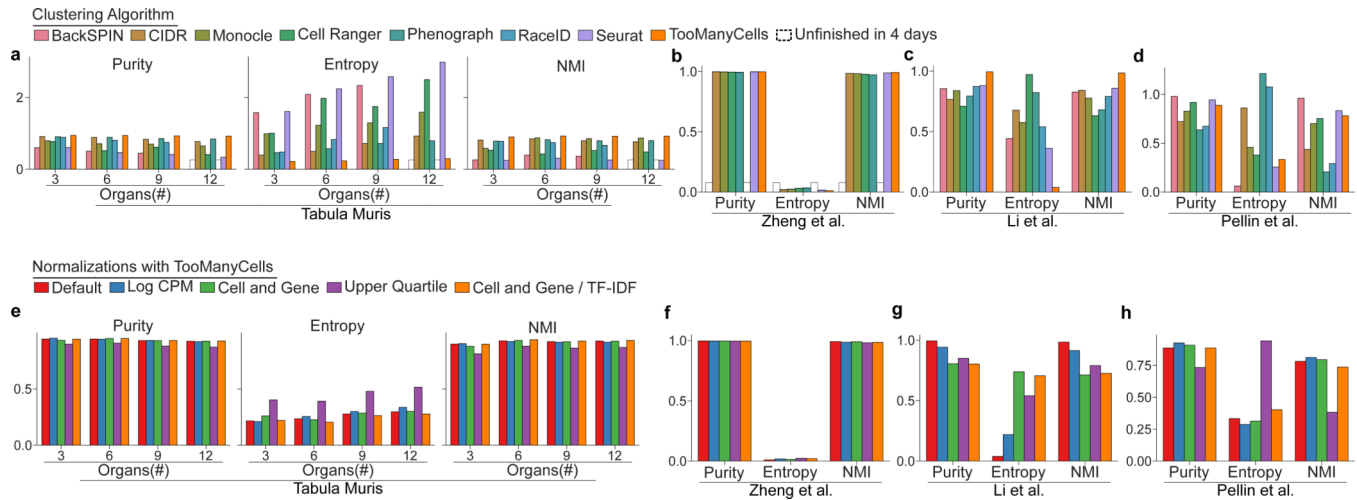 Clustering Algorithm
BackSPIN CIDR Monocle Cell Ranger Phenograph RaceID Seurat TooManyCells Unfinished in 4 days
a
Purity Entropy NMI
2
0
3 6 9 12 3 6 9 12 3 6 9 12
Organs(#) Organs(#) Organs(#)
Tabula Muris
b
1.0
0.5
0.0
Purity Entropy NMI
Zheng et al.
c
1.0
0.5
0.0
Purity Entropy NMI
Li et al.
d
1.0
0.5
0.0
Purity Entropy NMI
Pellin et al.
Normalizations with TooManyCells
Default Log CPM Cell and Gene Upper Quartile Cell and Gene / TF-IDF
e
Purity Entropy NMI
0.5
0.0
3 6 9 12 3 6 9 12 3 6 9 12
Organs(#) Organs(#) Organs(#)
Tabula Muris
f
1.0
0.5
0.0
Purity Entropy NMI
Zheng et al.
g
1.0
0.5
0.0
Purity Entropy NMI
Li et al.
h
0.75
0.50
0.25
0.00
Purity Entropy NMI
Pellin et al.